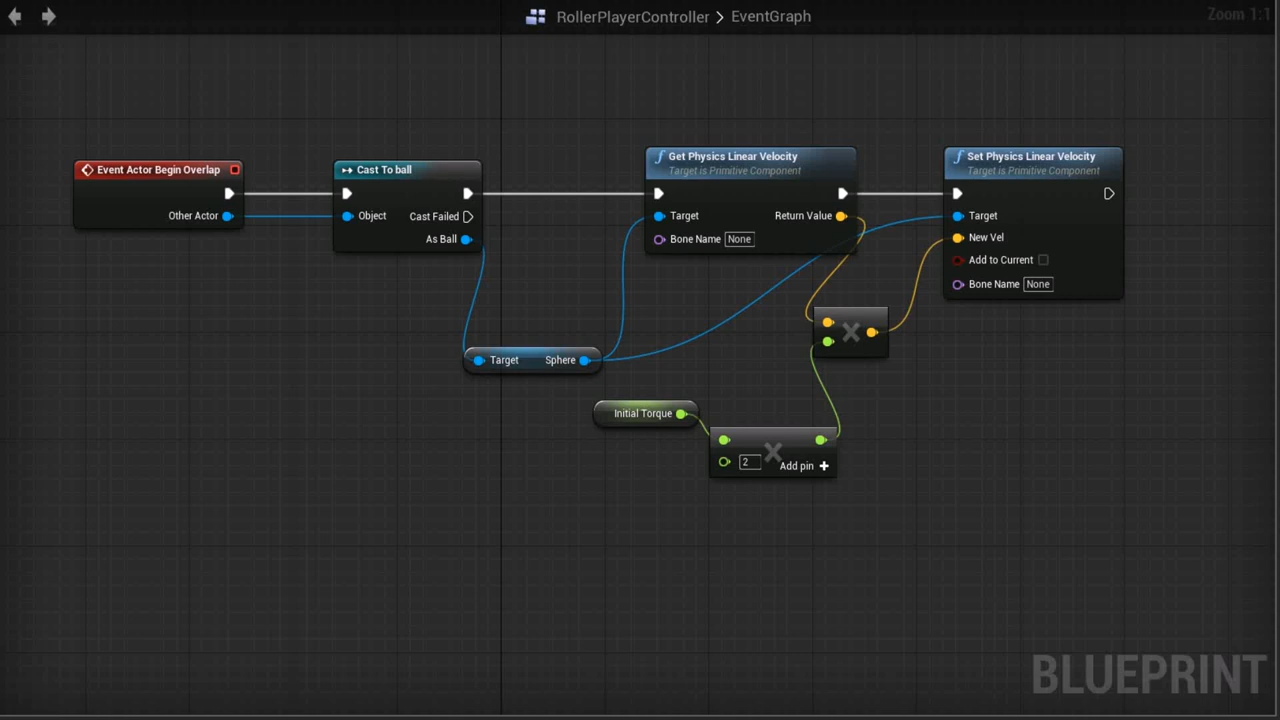 RollerPlayerController > EventGraph
Zoom 1:1
Event Actor Begin Overlap
Other Actor
Cast To ball
Object
Cast Failed
As Ball
Get Physics Linear Velocity
Target is Primitive Component
Target
Return Value
Bone Name None
Set Physics Linear Velocity
Target is Primitive Component
Target
New Vel
Add to Current
Bone Name None
Target Sphere
Initial Torque
2
Add pin +
BLUEPRINT